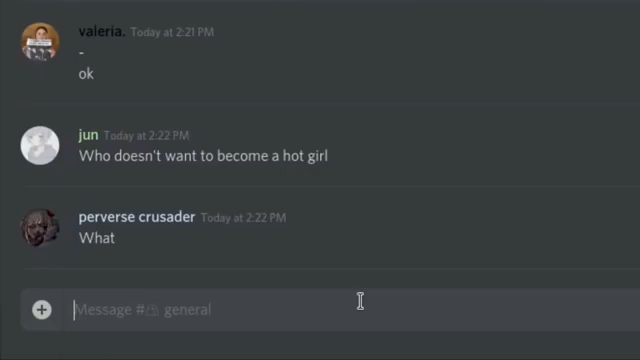 valeria. Today at 2:21 PM
-
ok
jun Today at 2:22 PM
Who doesn't want to become a hot girl
perverse crusader Today at 2:22 PM
What
Message # general